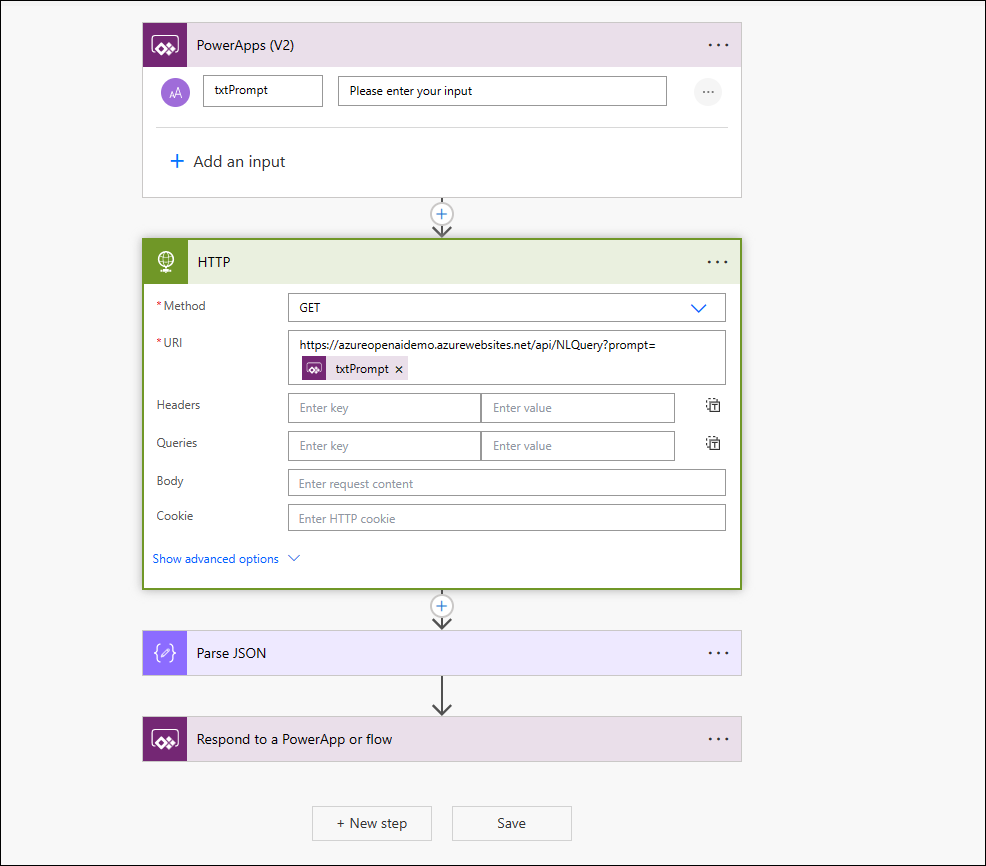 PowerApps (V2)
AA
txtPrompt
Please enter your input
Add an input
HTTP
*Method
GET
*URI
https://azureopenaidemo.azurewebsites.net/api/NLQuery?prompt=
txtPrompt ×
Headers
Enter key
Enter value
T
Queries
Enter key
Enter value
T
Body
Enter request content
Cookie
Enter HTTP cookie
Show advanced options
Parse JSON
Respond to a PowerApp or flow
+ New step
Save